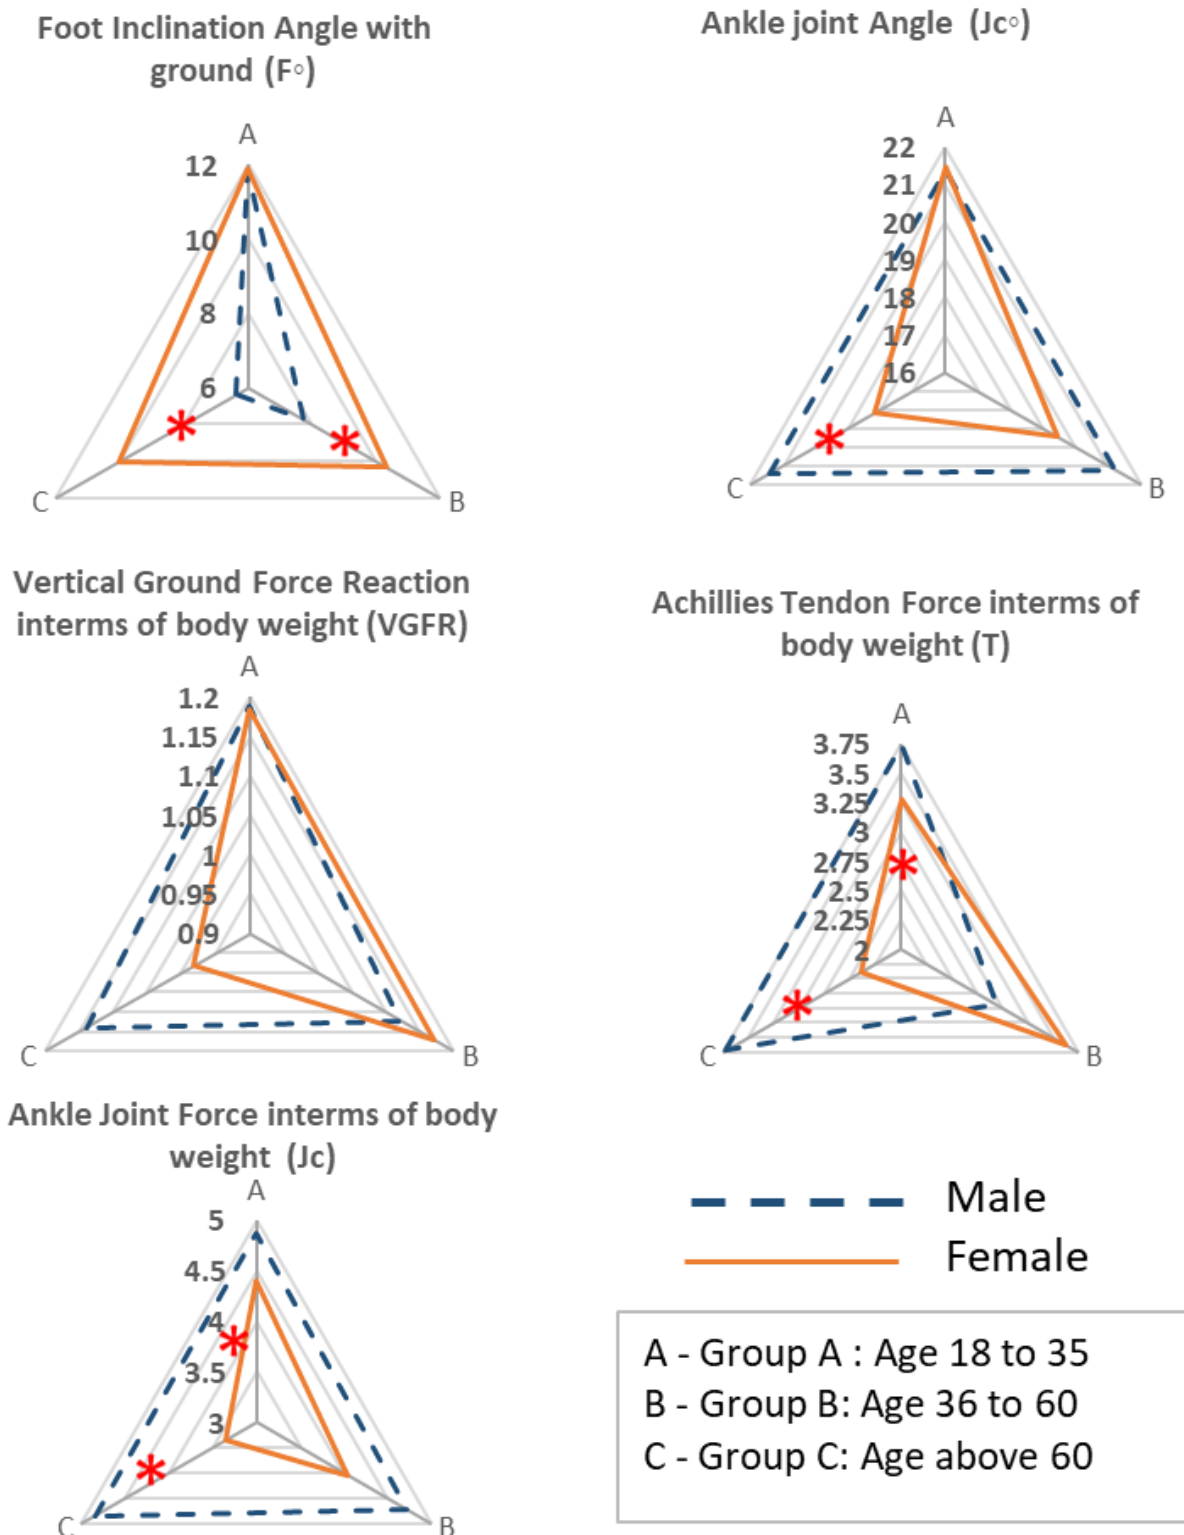 Foot Inclination Angle with
ground (F○)
A
12
10
8
6
C
B
Ankle joint Angle (Jc○)
A
22
21
20
19
18
17
16
C
B
Vertical Ground Force Reaction
interms of body weight (VGFR)
A
1.2
1.15
1.1
1.05
1
0.95
0.9
C
B
Achillies Tendon Force interms of
body weight (T)
A
3.75
3.5
3.25
3
2.75
2.5
2.25
2
C
B
Ankle Joint Force interms of body
weight (Jc)
A
5
4.5
4
3.5
3
C
B
Male
Female
A - Group A : Age 18 to 35
B - Group B: Age 36 to 60
C - Group C: Age above 60